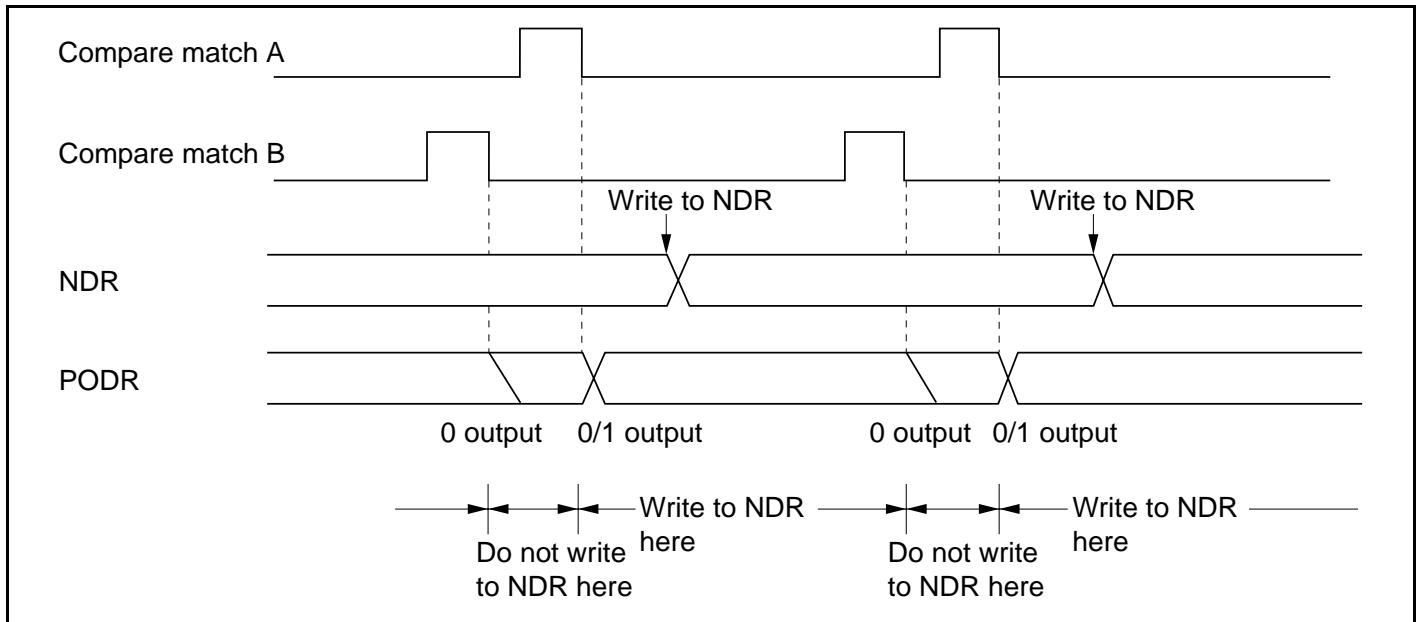 Compare match A
Compare match B
Write to NDR
Write to NDR
NDR
PODR
0 output
0/1 output
0 output
0/1 output
Write to NDR
here
Write to NDR
here
Do not write
to NDR here
Do not write
to NDR here